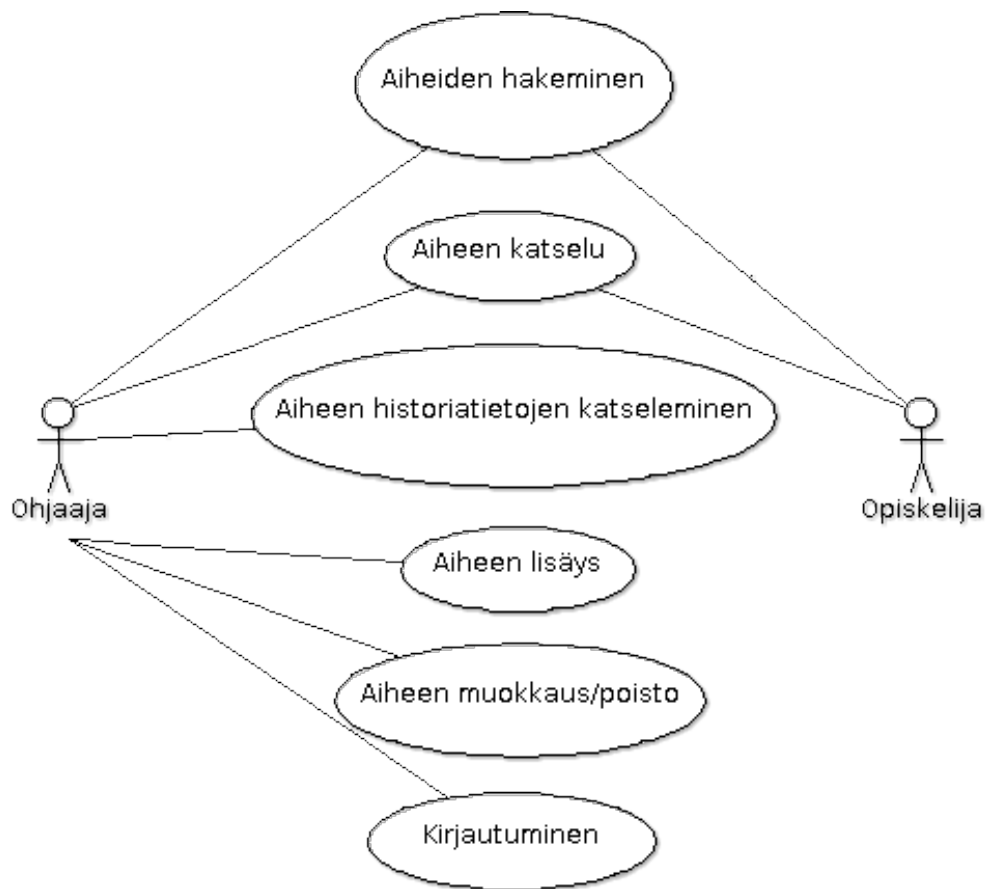 Aiheiden hakeminen
Aiheen katselu
Aiheen historiatietojen katseleminen
Ohjaaja
Opiskelija
Aiheen lisäys
Aiheen muokkaus/poisto
Kirjautuminen